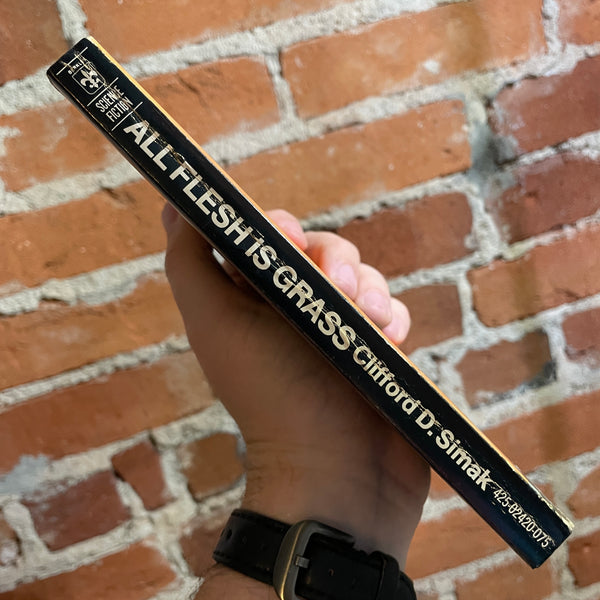 SCIENCE
FICTION
ALL FLESH IS GRASS Clifford D. Simak 425-02420-075